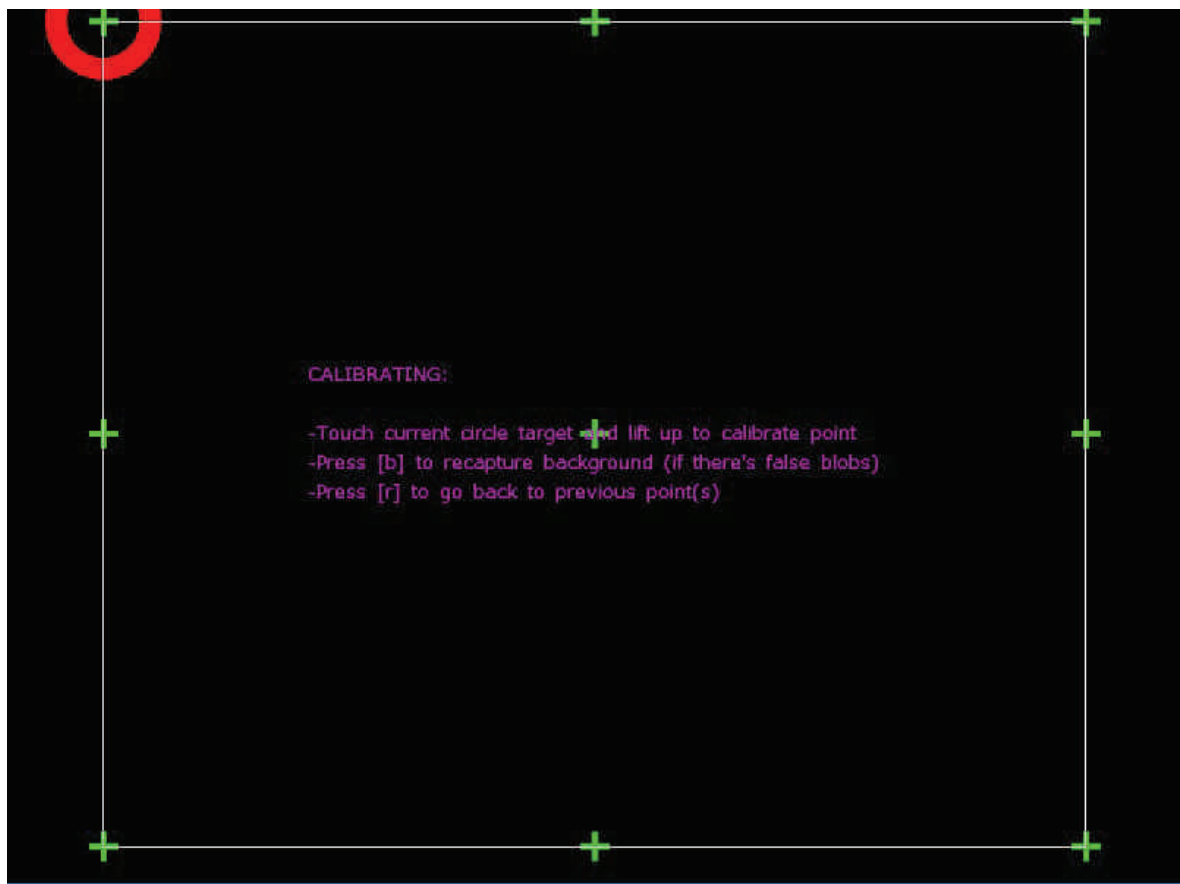 CALIBRATING:
-Touch current circle target and lift up to calibrate point
-Press [b] to recapture background (if there's false blobs)
-Press [r] to go back to previous point(s)